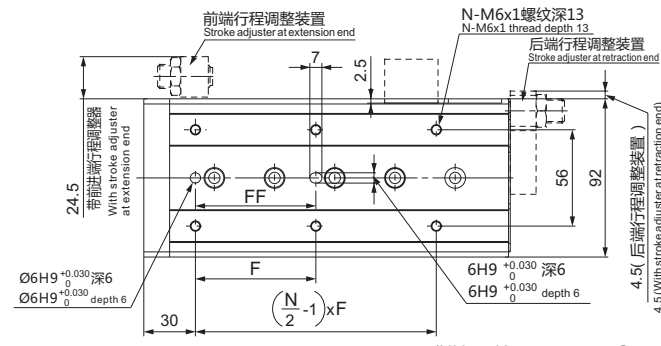 前端行程调整装置
Stroke adjuster at extension end
N-M6x1螺纹深13
N-M6x1 thread depth 13
后端行程调整装置
Stroke adjuster at retraction end
7
2.5
24.5
带前进端行程调整器
With stroke adjuster
at extension end
FF
56
92
4.5( 后端行程调整装置 )
4.5(With stroke adjuster at retraction end)
Ø6H9 +0.030 0 深6
Ø6H9 +0.030 0 depth 6
F
6H9 +0.030 0 深6
6H9 +0.030 0 depth 6
30
(N/2 -1)xF